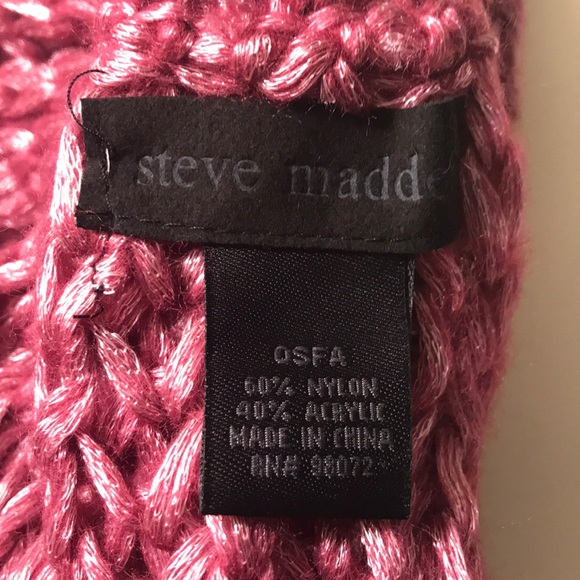 steve madde
OSFA
60% NYLON
40% ACRYLIC
MADE IN CHINA
RN# 98072